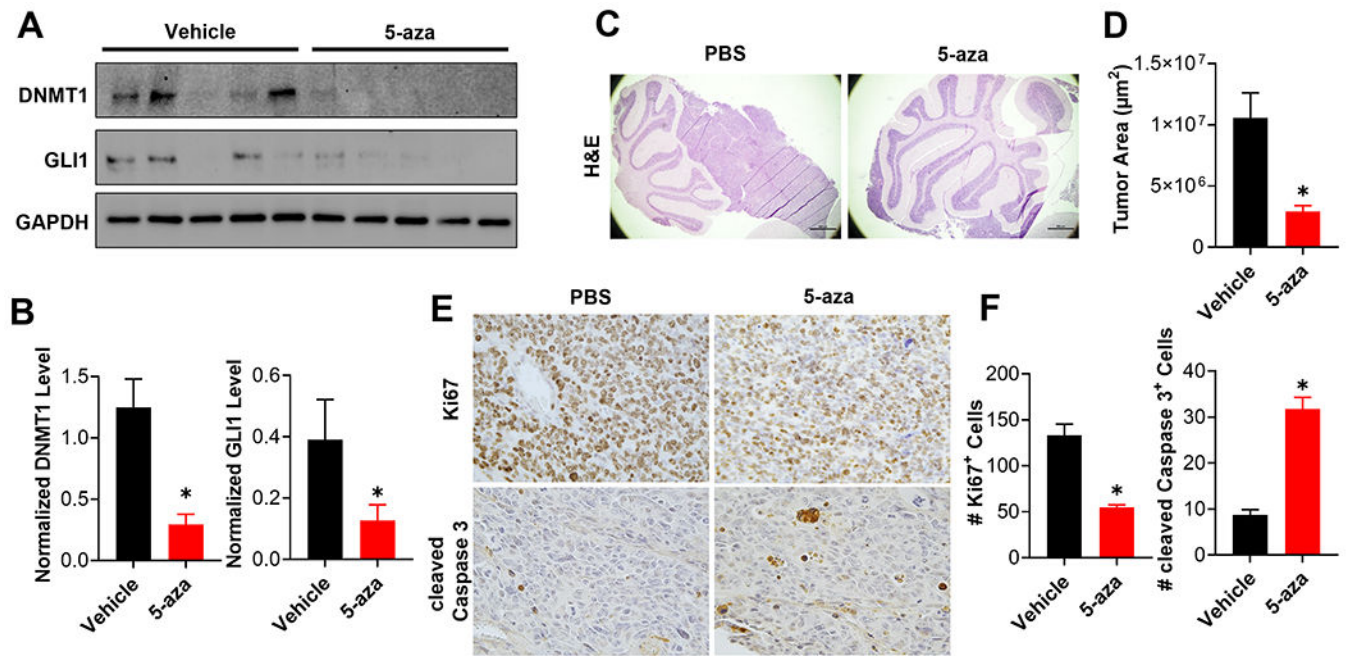 A
Vehicle
5-aza
DNMT1
GLI1
GAPDH
B
Normalized DNMT1 Level
1.5
1.0
0.5
0.0
Vehicle
5-aza
*
Normalized GLI1 Level
0.6
0.4
0.2
0.0
Vehicle
5-aza
*
C
PBS
5-aza
H&E
D
Tumor Area (µm²)
1.5×10⁷
1×10⁷
5×10⁶
0
Vehicle
5-aza
*
E
PBS
5-aza
Ki67
cleaved
Caspase 3
F
# Ki67⁺ Cells
200
150
100
50
0
Vehicle
5-aza
*
# cleaved Caspase 3⁺ Cells
40
30
20
10
0
Vehicle
5-aza
*